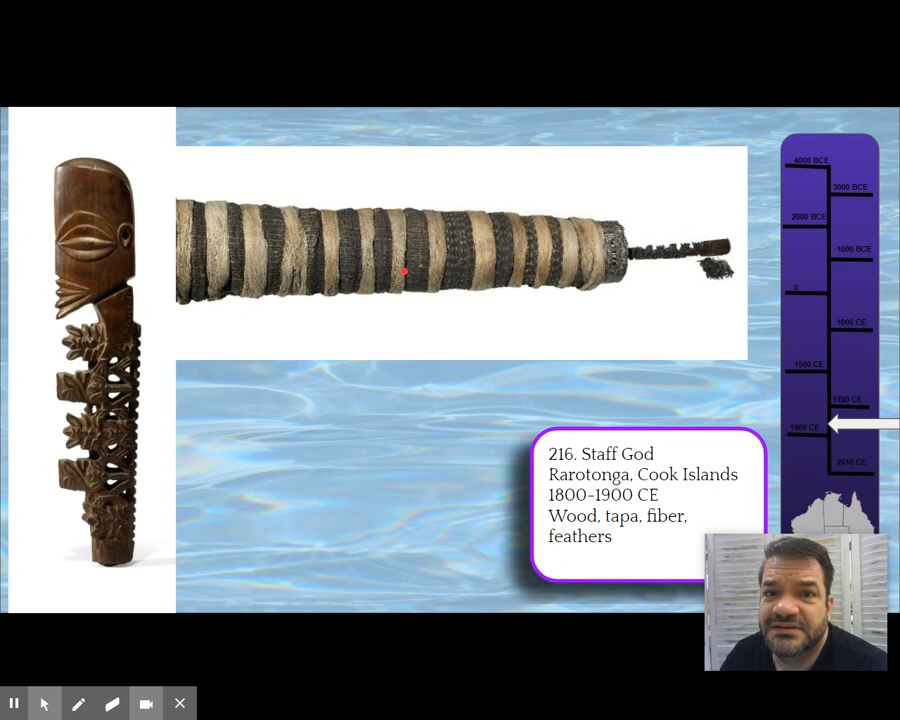 4000 BCE
3000 BCE
2000 BCE
1000 BCE
0
1000 CE
1500 CE
1700 CE
1900 CE
2010 CE
216. Staff God
Rarotonga, Cook Islands
1800-1900 CE
Wood, tapa, fiber,
feathers